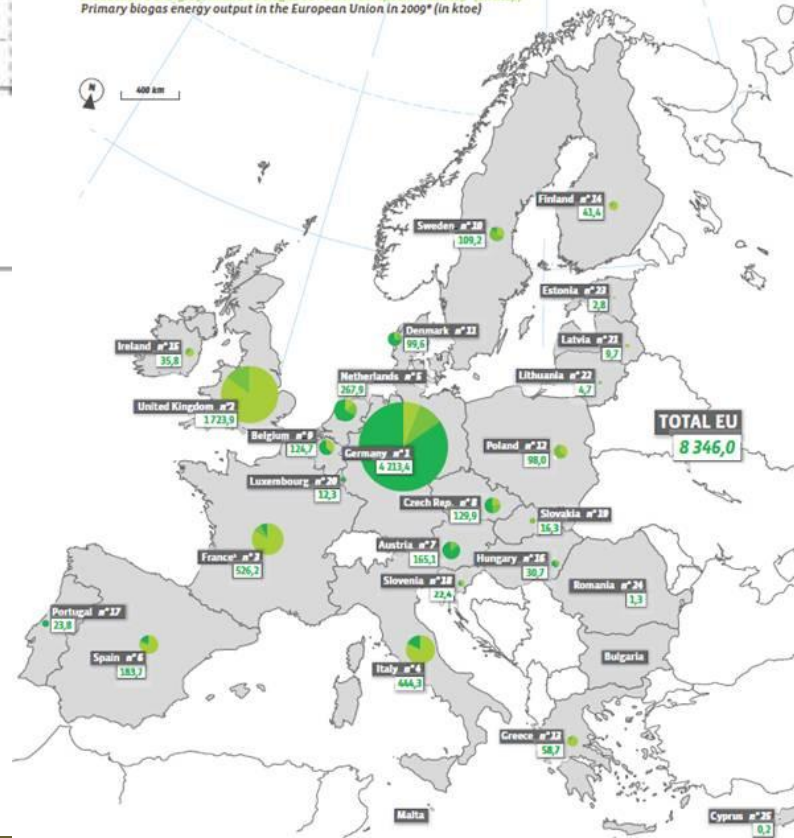 Primary biogas energy output in the European Union in 2009* (in ktoe)
N
400 km
Finland n°14
41,4
Sweden n°10
109,2
Estonia n°23
2,8
Denmark n°11
99,6
Latvia n°21
9,7
Ireland n°15
35,8
Netherlands n°5
267,9
Lithuania n°22
4,7
United Kingdom n°2
1 723,9
TOTAL EU
8 346,0
Belgium n°9
124,7
Germany n°1
4 213,4
Poland n°12
98,0
Luxembourg n°20
12,3
Czech Rep. n°8
129,9
Slovakia n°19
16,3
France n°3
526,2
Austria n°7
165,1
Hungary n°16
30,7
Slovenia n°18
22,4
Romania n°24
1,3
Portugal n°17
23,8
Spain n°6
183,7
Bulgaria
Italy n°4
444,3
Greece n°13
58,7
Malta
Cyprus n°25
0,2